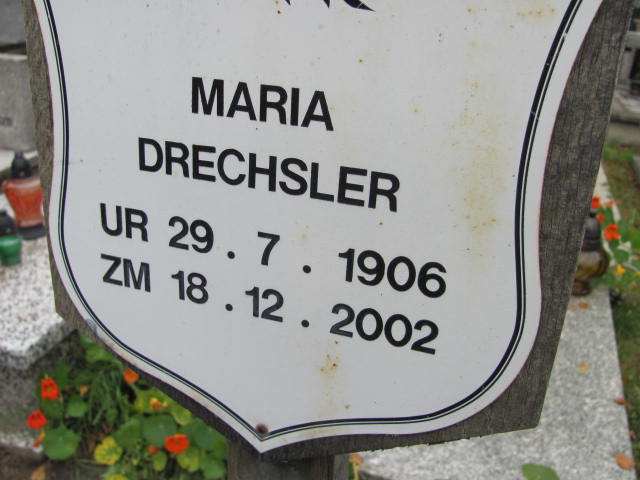 MARIA
DRECHSLER
UR 29 . 7 . 1906
ZM 18 . 12 . 2002